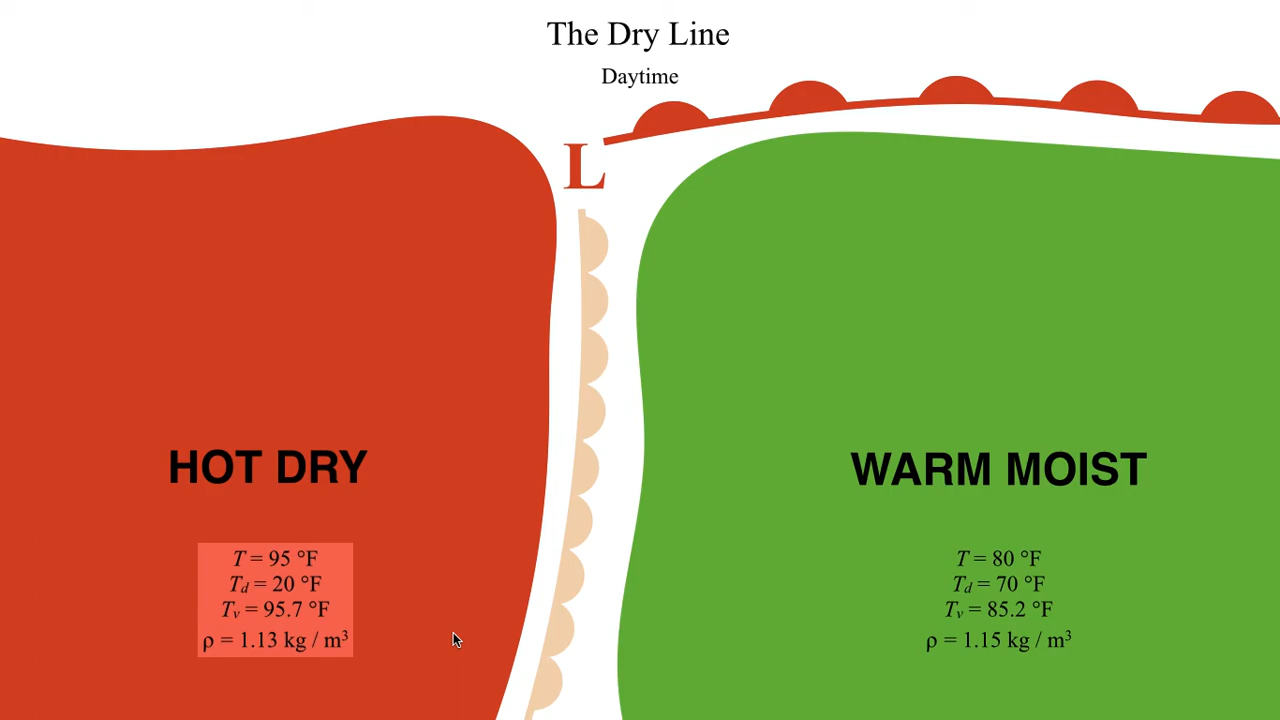 The Dry Line
Daytime
L
HOT DRY
T = 95 °F
Td = 20 °F
Tv = 95.7 °F
ρ = 1.13 kg / m³
WARM MOIST
T = 80 °F
Td = 70 °F
Tv = 85.2 °F
ρ = 1.15 kg / m³